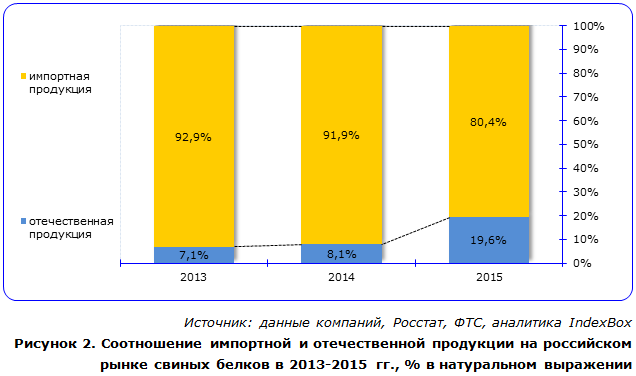 импортная
продукция
отечественная
продукция
92,9%
91,9%
80,4%
7,1%
8,1%
19,6%
100%
90%
80%
70%
60%
50%
40%
30%
20%
10%
0%
2013
2014
2015
Источник: данные компаний, Росстат, ФТС, аналитика IndexBox
Рисунок 2. Соотношение импортной и отечественной продукции на российском
рынке свиных белков в 2013-2015 гг., % в натуральном выражении